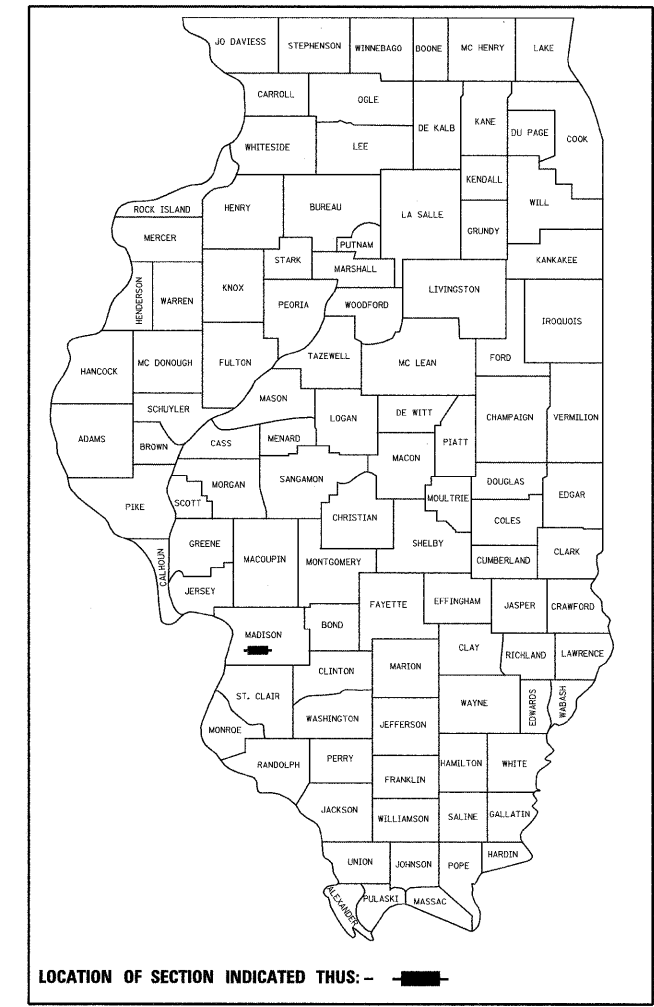 JO DAVIESS STEPHENSON WINNEBAGO BOONE MC HENRY LAKE
CARROLL OGLE DE KALB KANE DU PAGE COOK
WHITESIDE LEE
KENDALL
ROCK ISLAND HENRY BUREAU LA SALLE WILL
MERCER PUTNAM GRUNDY
STARK MARSHALL KANKAKEE
HENDERSON WARREN KNOX PEORIA WOODFORD LIVINGSTON
IROQUOIS
HANCOCK MC DONOUGH FULTON TAZEWELL MC LEAN FORD
SCHUYLER MASON
ADAMS BROWN CASS MENARD LOGAN DE WITT PIATT CHAMPAIGN VERMILION
MACON
PIKE SCOTT MORGAN SANGAMON MOULTRIE DOUGLAS EDGAR
CHRISTIAN COLES
CALHOUN GREENE MACOUPIN MONTGOMERY SHELBY CUMBERLAND CLARK
JERSEY
FAYETTE EFFINGHAM JASPER CRAWFORD
MADISON BOND
CLAY RICHLAND LAWRENCE
CLINTON MARION
ST. CLAIR WAYNE EDWARDS WABASH
MONROE WASHINGTON JEFFERSON
RANDOLPH PERRY HAMILTON WHITE
FRANKLIN
JACKSON WILLIAMSON SALINE GALLATIN
UNION JOHNSON POPE HARDIN
ALEXANDER PULASKI MASSAC
LOCATION OF SECTION INDICATED THUS: –